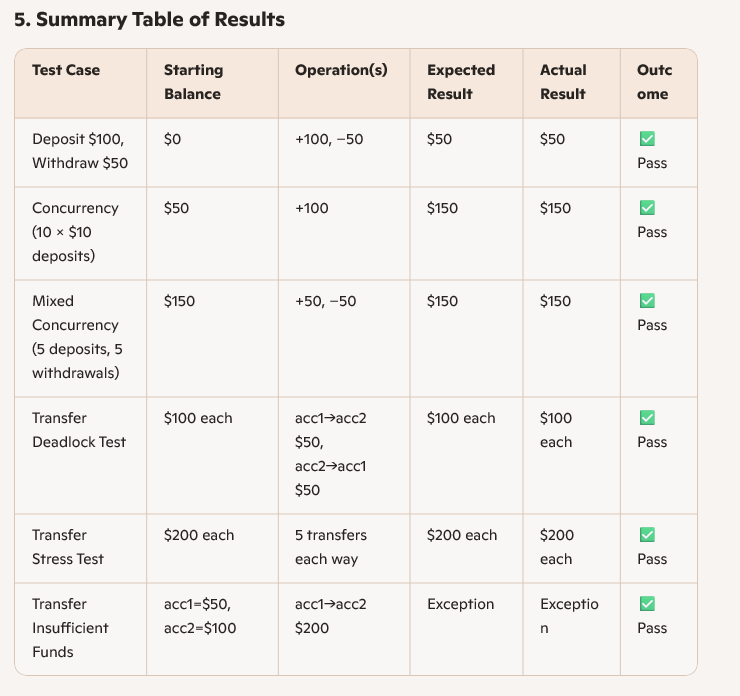 5. Summary Table of Results
Test Case
Starting
Balance
Operation(s)
Expected
Result
Actual
Result
Outc
ome
Deposit $100,
Withdraw $50
$0
+100, −50
$50
$50
✅
Pass
Concurrency
(10 × $10
deposits)
$50
+100
$150
$150
✅
Pass
Mixed
Concurrency
(5 deposits, 5
withdrawals)
$150
+50, −50
$150
$150
✅
Pass
Transfer
Deadlock Test
$100 each
acc1→acc2
$50,
acc2→acc1
$50
$100 each
$100
each
✅
Pass
Transfer
Stress Test
$200 each
5 transfers
each way
$200 each
$200
each
✅
Pass
Transfer
Insufficient
Funds
acc1=$50,
acc2=$100
acc1→acc2
$200
Exception
Exceptio
n
✅
Pass